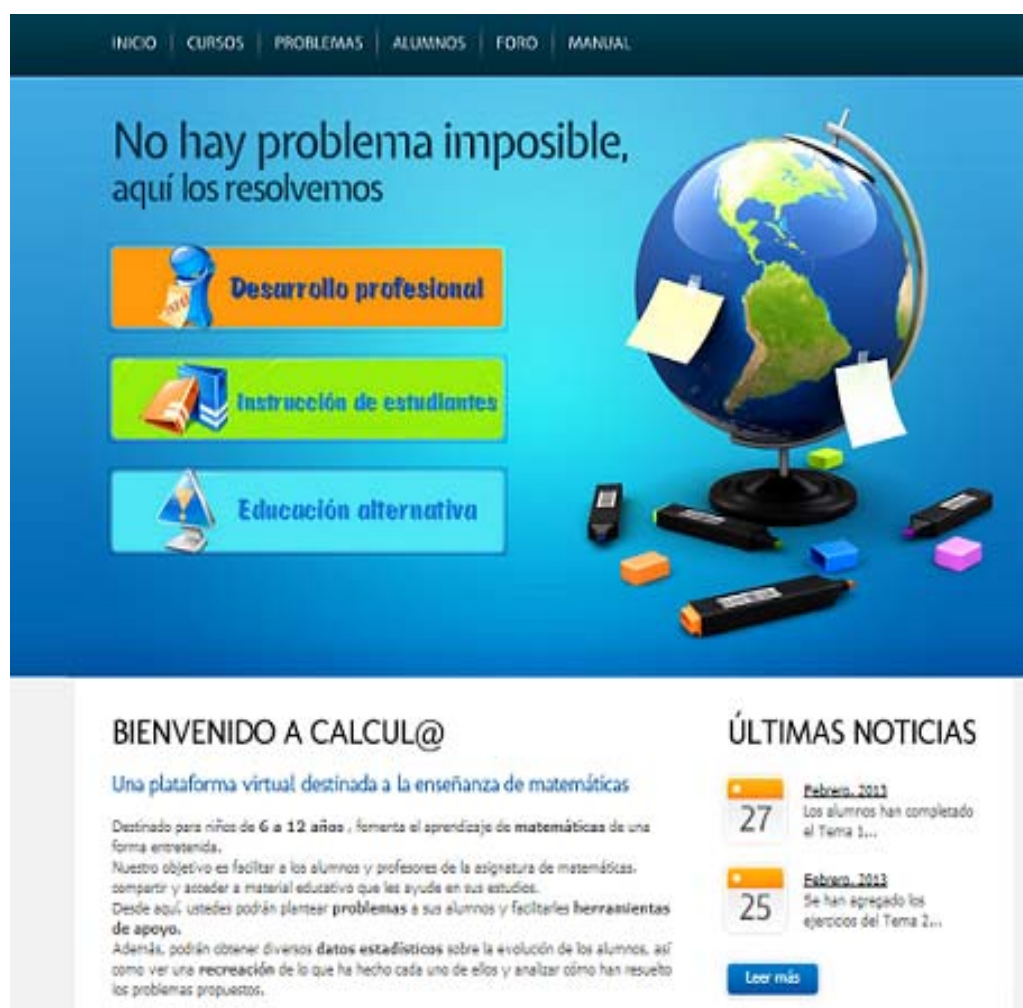 INICIO CURSOS PROBLEMAS ALUMNOS FORO MANUAL
No hay problema imposible,
aquí los resolvemos
Desarrollo profesional
Instrucción de estudiantes
Educación alternativa
BIENVENIDO A CALCUL@
Una plataforma virtual destinada a la enseñanza de matemáticas
Destinado para niños de 6 a 12 años , fomenta el aprendizaje de matemáticas de una
forma entretenida.
Nuestro objetivo es facilitar a los alumnos y profesores de la asignatura de matemáticas,
compartir y acceder a material educativo que les ayude en sus estudios.
Desde aquí, ustedes podrán plantear problemas a sus alumnos y facilitarles herramientas
de apoyo.
Además, podrán obtener diversos datos estadísticos sobre la evolución de los alumnos, así
como ver una recreación de lo que ha hecho cada uno de ellos y analizar cómo han resuelto
los problemas propuestos.
ÚLTIMAS NOTICIAS
27
Febrero, 2013
Los alumnos han completado
el Tema 1...
25
Febrero, 2013
Se han agregado los
ejercicios del Tema 2...
Leer más